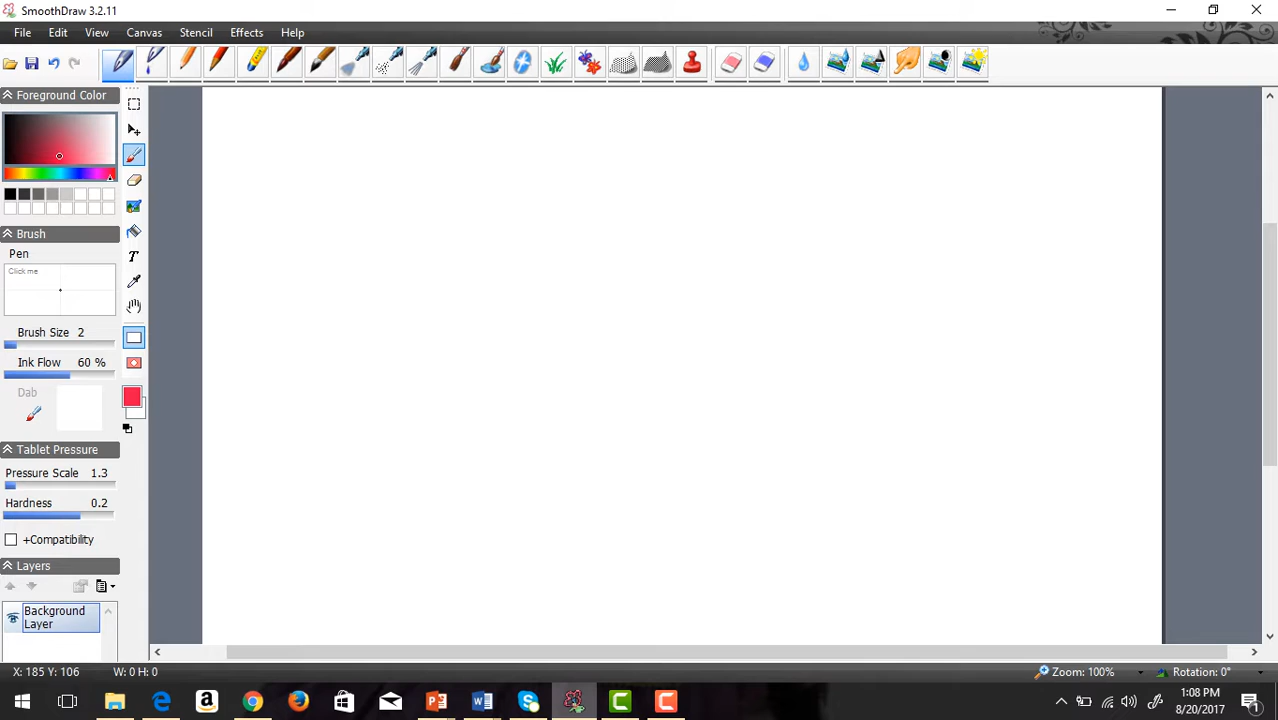 SmoothDraw 3.2.11
File Edit View Canvas Stencil Effects Help
Foreground Color
Brush
Pen
Click me
Brush Size 2
Ink Flow 60 %
Dab
Tablet Pressure
Pressure Scale 1.3
Hardness 0.2
+Compatibility
Layers
Background
Layer
X: 185 Y: 106 W: 0 H: 0 Zoom: 100% Rotation: 0°
1:08 PM
8/20/2017